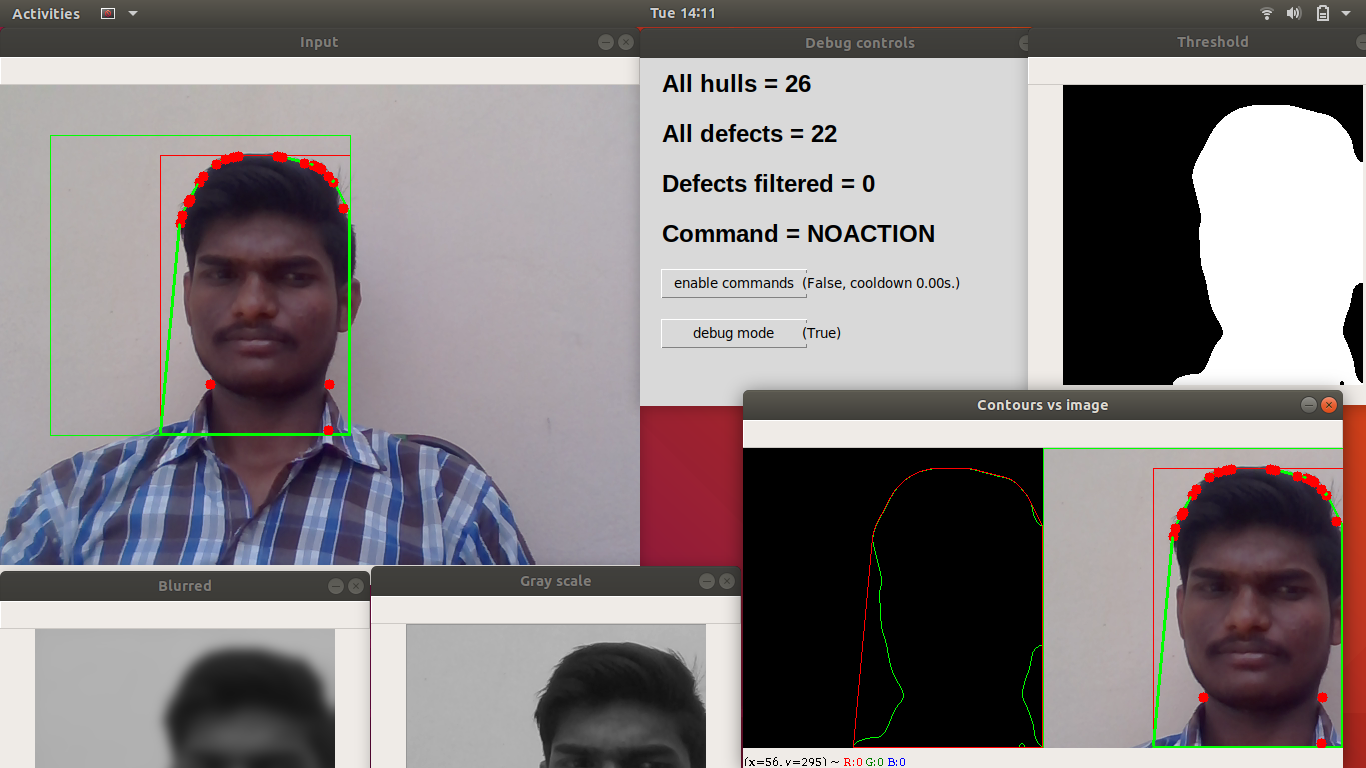 Activities
Tue 14:11
Input
Debug controls
Threshold
All hulls = 26
All defects = 22
Defects filtered = 0
Command = NOACTION
enable commands (False, cooldown 0.00s.)
debug mode (True)
Contours vs image
Blurred
Gray scale
(x=56, y=295) ~ R:0 G:0 B:0